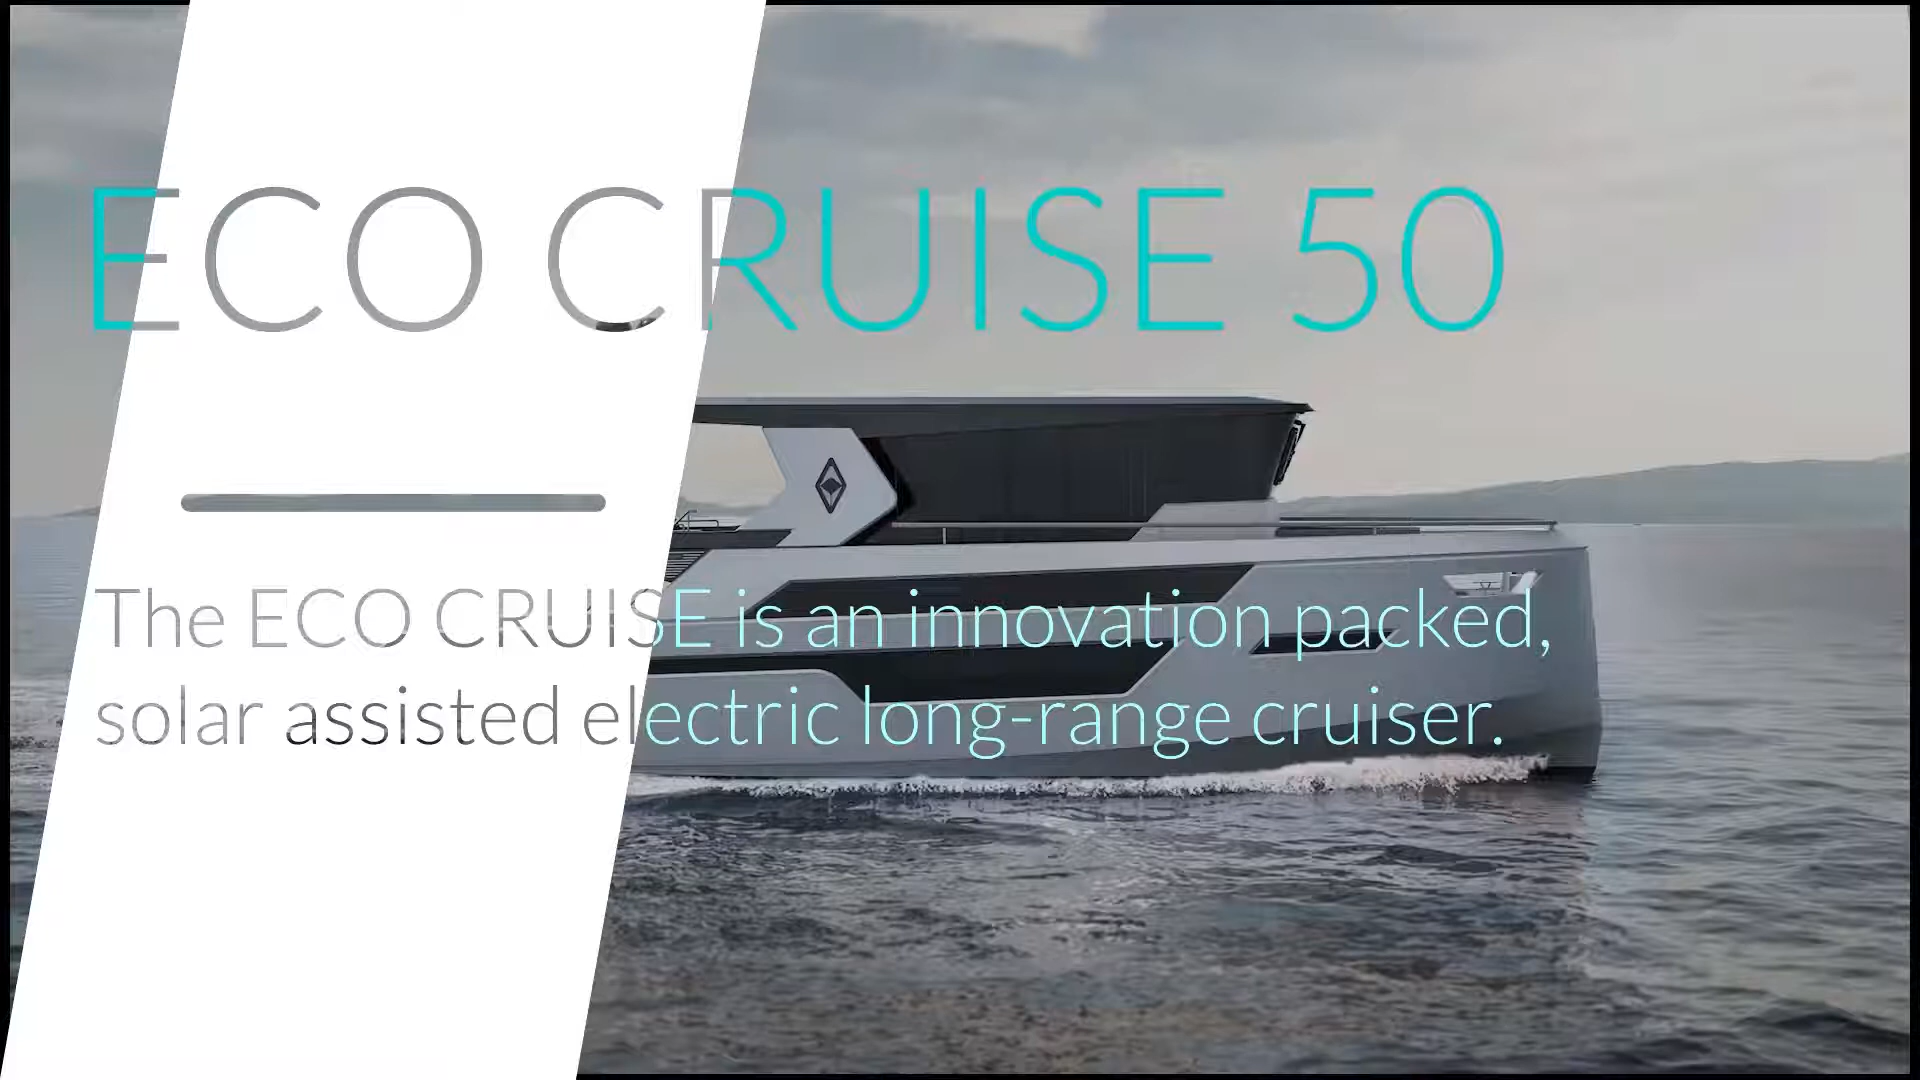 ECO CRUISE 50
The ECO CRUISE is an innovation packed,
solar assisted electric long-range cruiser.